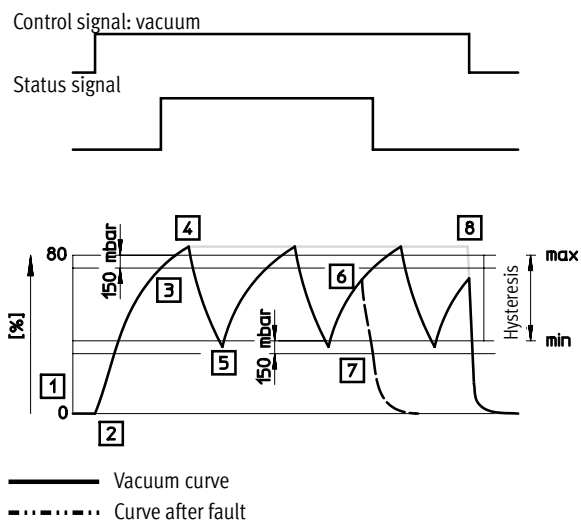 Control signal: vacuum
Status signal
4
8
80
150 mbar
max
3
6
[%]
Hysteresis
150 mbar
min
5
7
1
0
2
Vacuum curve
Curve after fault